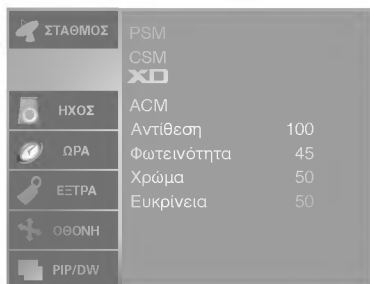 ΣΤΑΘΜΟΣ
ΗΧΟΣ
ΩΡΑ
ΕΞΤΡΑ
ΟΘΟΝΗ
PIP/DW
PSM
CSM
XD
ACM
Αντίθεση 100
Φωτεινότητα 45
Χρώμα 50
Ευκρίνεια 50